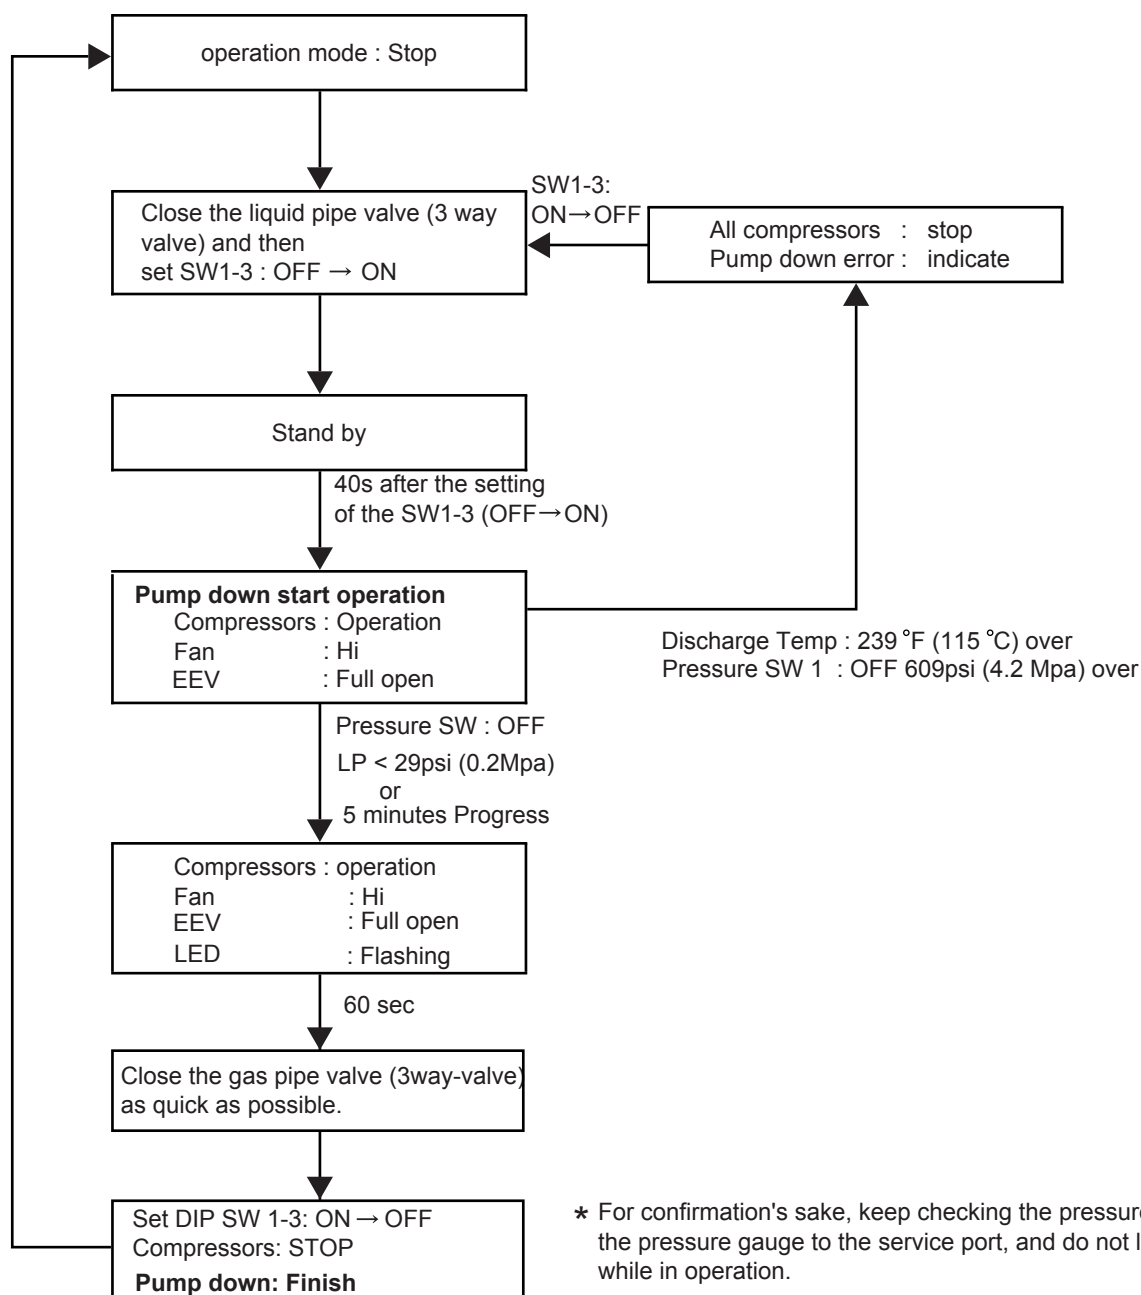 operation mode : Stop
SW1-3:
ON→OFF
Close the liquid pipe valve (3 way
valve) and then
set SW1-3 : OFF → ON
All compressors : stop
Pump down error : indicate
Stand by
40s after the setting
of the SW1-3 (OFF→ON)
Pump down start operation
Compressors : Operation
Fan : Hi
EEV : Full open
Discharge Temp : 239 °F (115 °C) over
Pressure SW 1 : OFF 609psi (4.2 Mpa) over
Pressure SW : OFF
LP < 29psi (0.2Mpa)
or
5 minutes Progress
Compressors : operation
Fan : Hi
EEV : Full open
LED : Flashing
60 sec
Close the gas pipe valve (3way-valve)
as quick as possible.
Set DIP SW 1-3: ON → OFF
Compressors: STOP
Pump down: Finish
* For confirmation's sake, keep checking the pressure
the pressure gauge to the service port, and do not
while in operation.